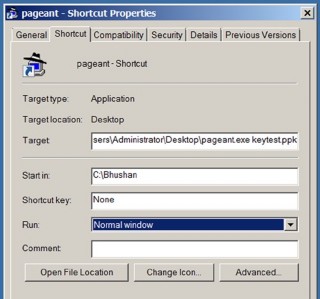 pageant - Shortcut Properties
General Shortcut Compatibility Security Details Previous Versions
pageant - Shortcut
Target type: Application
Target location: Desktop
Target: sers\Administrator\Desktop\pageant.exe keytest.ppk
Start in: C:\Bhushan
Shortcut key: None
Run: Normal window
Comment:
Open File Location Change Icon... Advanced...